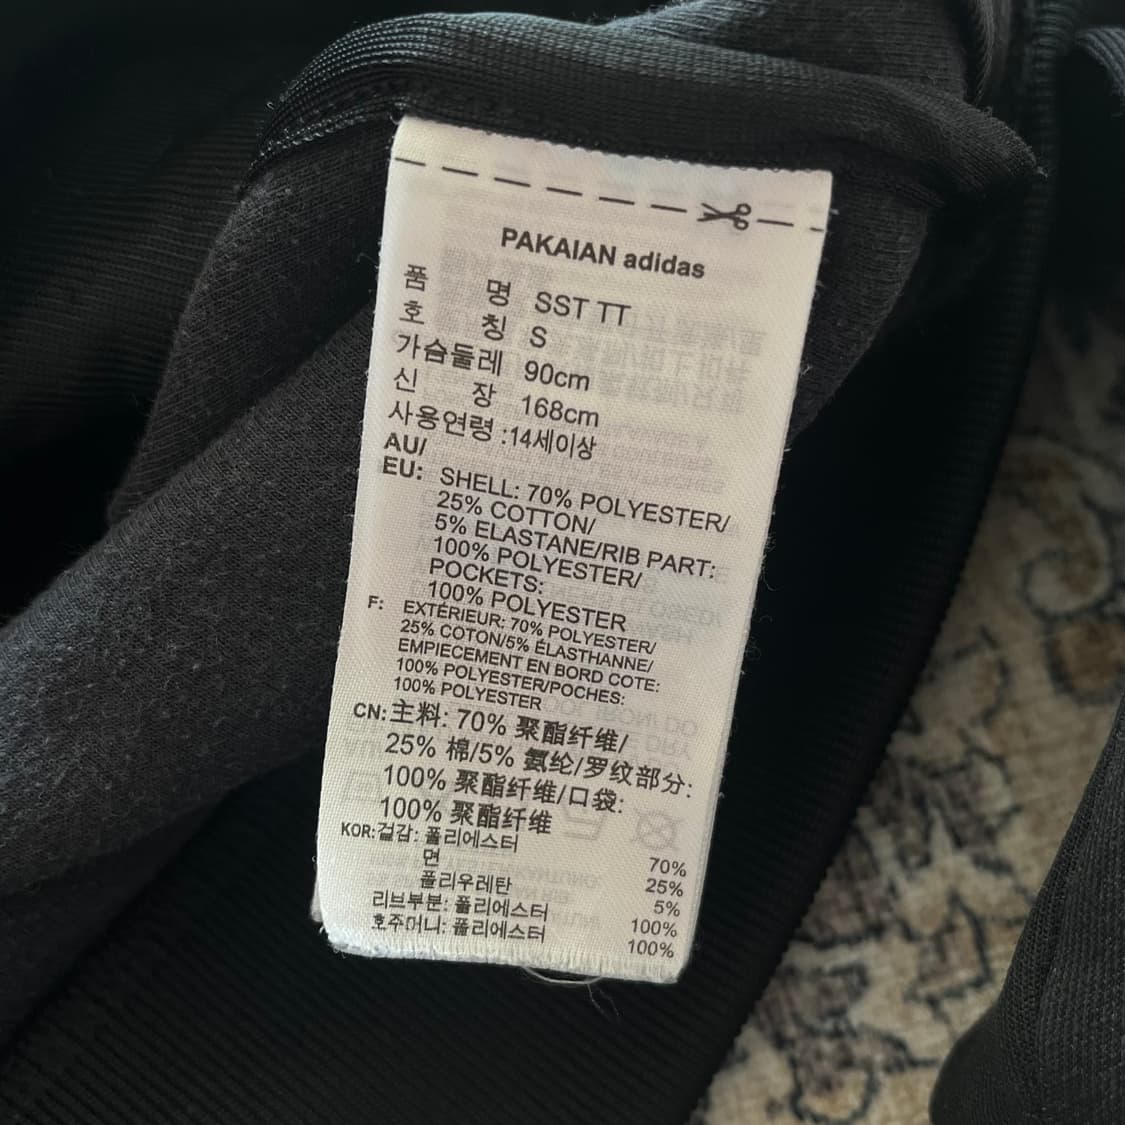 PAKAIAN adidas
품 명 SST TT
호 칭 S
가슴둘레 90cm
신 장 168cm
사용연령 :14세이상
AU/
EU: SHELL: 70% POLYESTER/
25% COTTON/
5% ELASTANE/RIB PART:
100% POLYESTER/
POCKETS:
100% POLYESTER
F: EXTÉRIEUR: 70% POLYESTER/
25% COTON/5% ÉLASTHANNE/
EMPIECEMENT EN BORD COTE:
100% POLYESTER/POCHES:
100% POLYESTER
CN: 主料: 70% 聚酯纤维/
25% 棉/5% 氨纶/罗纹部分:
100% 聚酯纤维/口袋:
100% 聚酯纤维
KOR: 겉감: 폴리에스터 70%
면 25%
폴리우레탄 5%
리브부분: 폴리에스터 100%
호주머니: 폴리에스터 100%